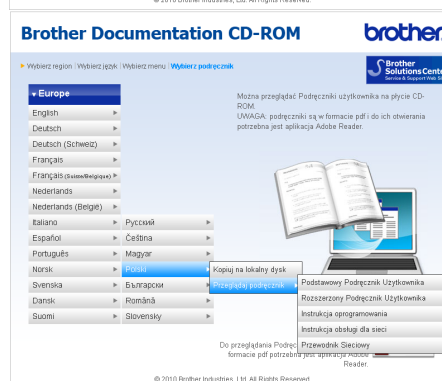 © 2010 Brother Industries, Ltd. All Rights Reserved.
Brother Documentation CD-ROM
brother
Wybierz region | Wybierz język | Wybierz menu | Wybierz podręcznik
Brother
Solutions Center
Service & Support Web
Europe
Można przeglądać Podręczniki użytkownika na płycie CD-
ROM.
UWAGA: podręczniki są w formacie pdf i do ich otwierania
potrzebna jest aplikacja Adobe Reader.
English
Deutsch
Deutsch (Schweiz)
Français
Français (Suisse/Belgique)
Nederlands
Nederlands (België)
Italiano
Español
Português
Norsk
Svenska
Dansk
Suomi
Русский
Čeština
Magyar
Polski
Български
Română
Slovensky
Kopiuj na lokalny dysk
Przeglądaj podręcznik
Podstawowy Podręcznik Użytkownika
Rozszerzony Podręcznik Użytkownika
Instrukcja oprogramowania
Instrukcja obsługi dla sieci
Przewodnik Sieciowy
Do przeglądania Podręc
formacie pdf potrzebna jest aplikacja Adobe
Reader.
© 2010 Brother Industries, Ltd. All Rights Reserved.